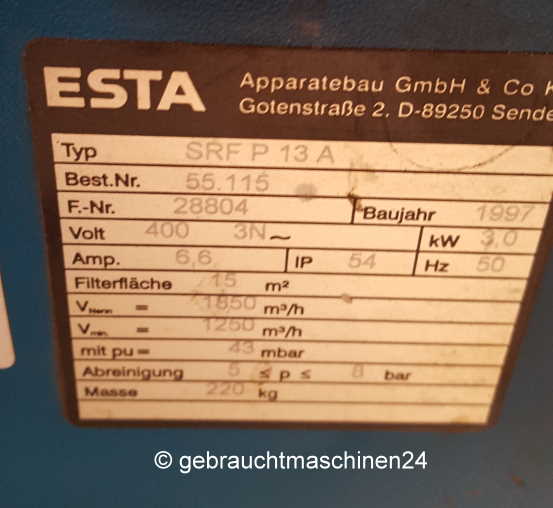 ESTA Apparatebau GmbH & Co K
Gotenstraße 2, D-89250 Sende
Typ SRF P 13 A
Best.Nr. 55.115
F.-Nr. 28804 Baujahr 1997
Volt 400 3N~ kW 3,0
Amp. 6,6 IP 54 Hz 50
Filterfläche 15 m²
VNenn = 1850 m³/h
Vmin. = 1250 m³/h
mit pu= 43 mbar
Abreinigung 5 ≤ p ≤ 8 bar
Masse 220 kg
© gebrauchtmaschinen24